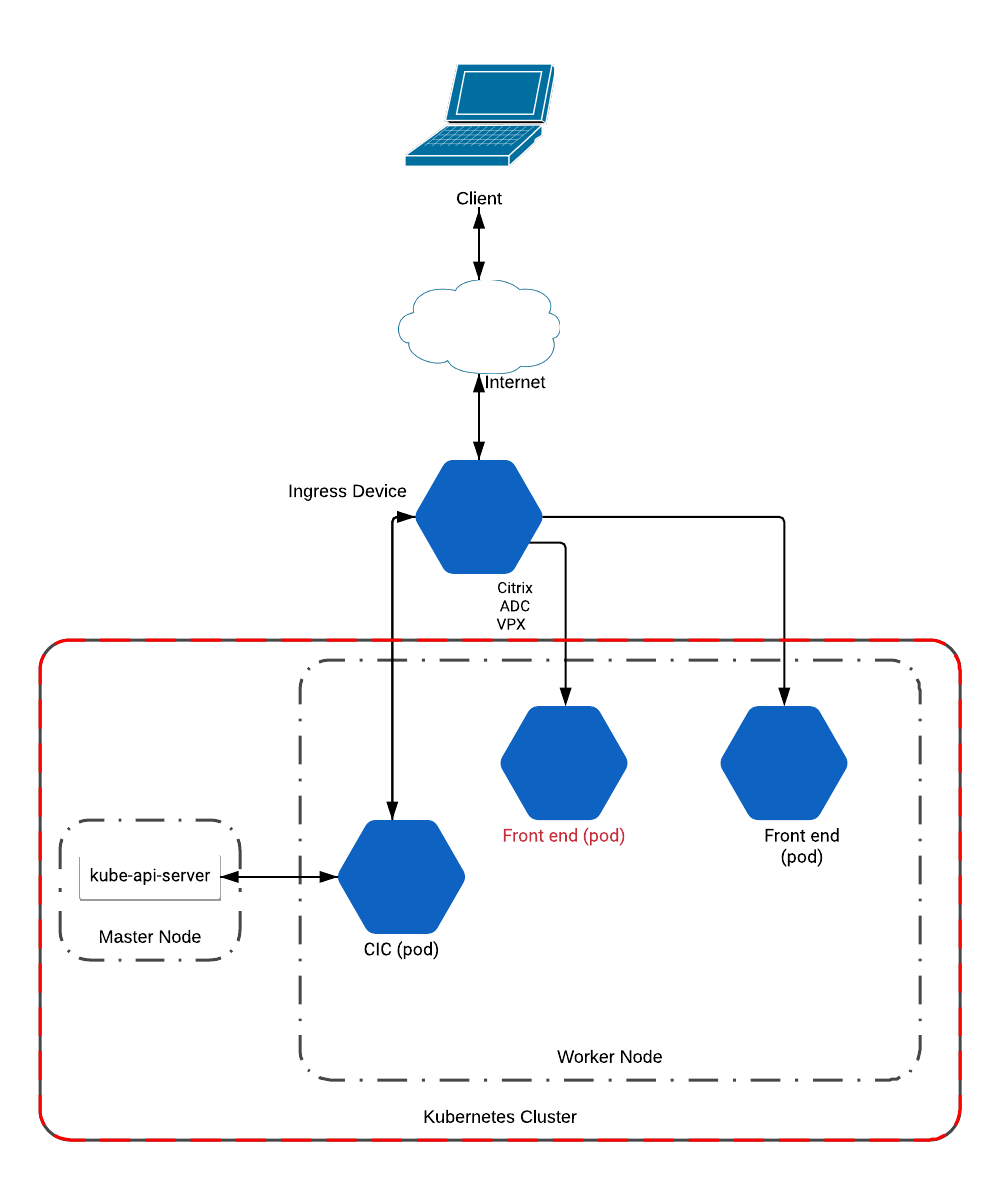 Client
Internet
Ingress Device
Citrix
ADC
VPX
Front end (pod)
Front end
(pod)
kube-api-server
Master Node
CIC (pod)
Worker Node
Kubernetes Cluster